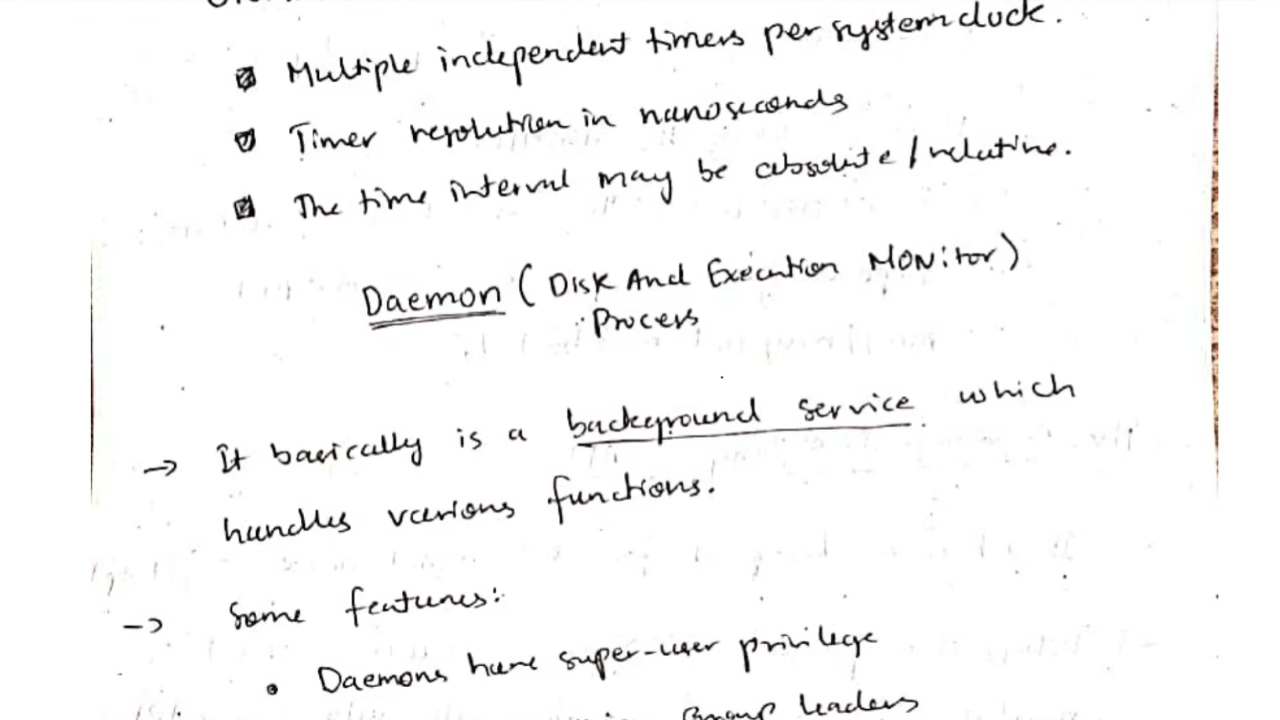 Multiple independent timers per system clock.
Timer resolution in nanoseconds
The time interval may be absolute / relative.
Daemon ( Disk And Execution MONitor)
Process
→ It basically is a background service which
handles various functions.
→ Some features:
• Daemons have super-user privilege
Group leaders